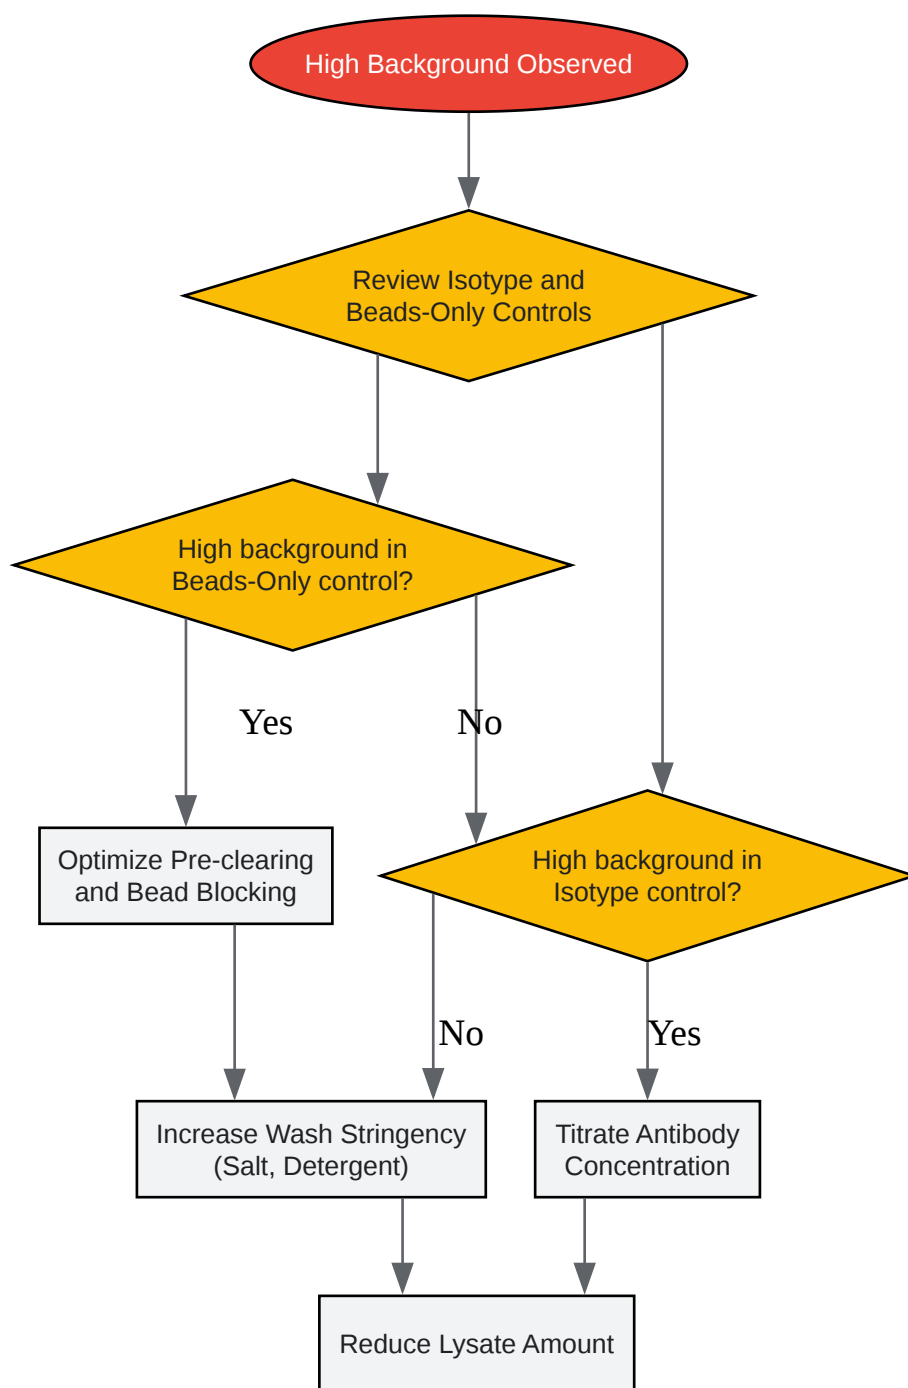 High Background Observed
Review Isotype and
Beads-Only Controls
High background in
Beads-Only control?
Yes
No
Optimize Pre-clearing
and Bead Blocking
High background in
Isotype control?
No
Yes
Increase Wash Stringency
(Salt, Detergent)
Titrate Antibody
Concentration
Reduce Lysate Amount